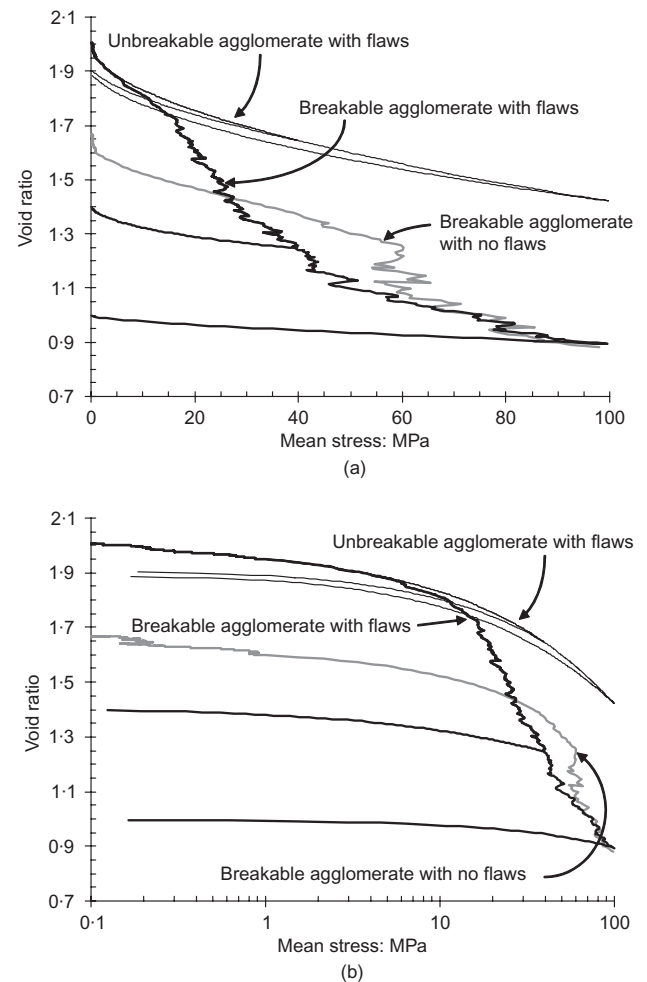 2·1
Unbreakable agglomerate with flaws
1·9
Breakable agglomerate with flaws
1·7
1·5
Void ratio
Breakable agglomerate
with no flaws
1·3
1·1
0·9
0·7
0 20 40 60 80 100
Mean stress: MPa
(a)
2·1
Unbreakable agglomerate with flaws
1·9
1·7
Breakable agglomerate with flaws
1·5
Void ratio
1·3
1·1
0·9
Breakable agglomerate with no flaws
0·7
0·1 1 10 100
Mean stress: MPa
(b)